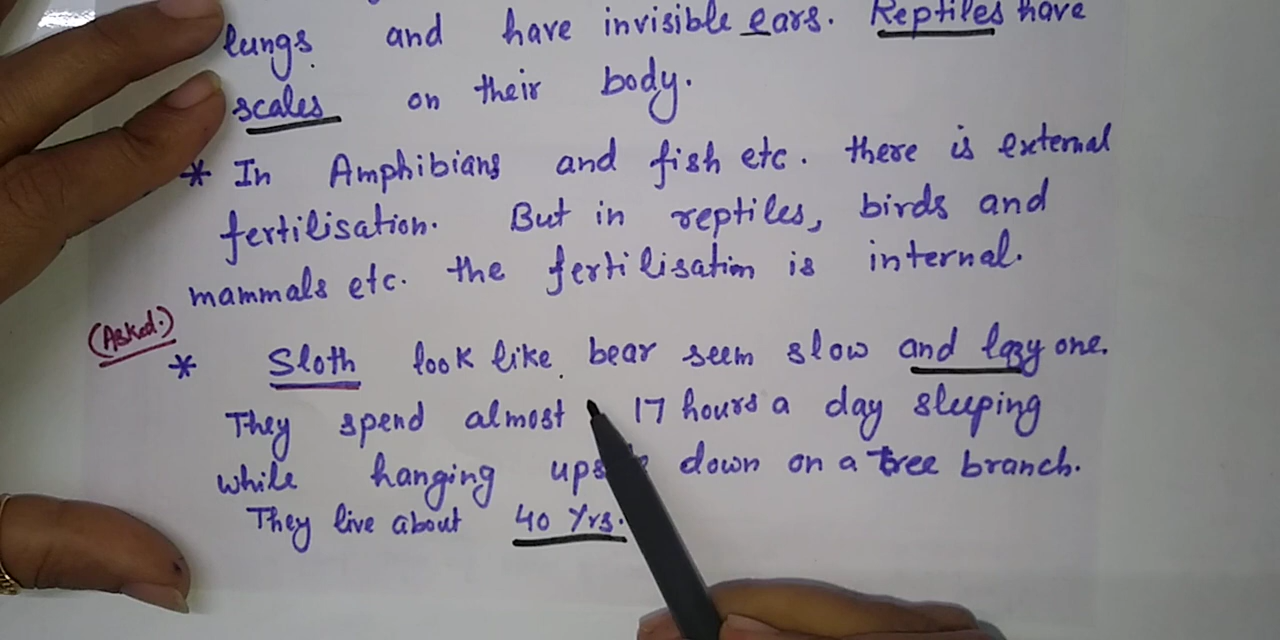 lungs and have invisible ears. Reptiles have
scales on their body.
* In Amphibians and fish etc. there is external
fertilisation. But in reptiles, birds and
mammals etc. the fertilisation is internal.
(Asked.)
* Sloth look like bear seem slow and lazy one.
They spend almost 17 hours a day sleeping
while hanging down on a tree branch.
They live about 40 Yrs.